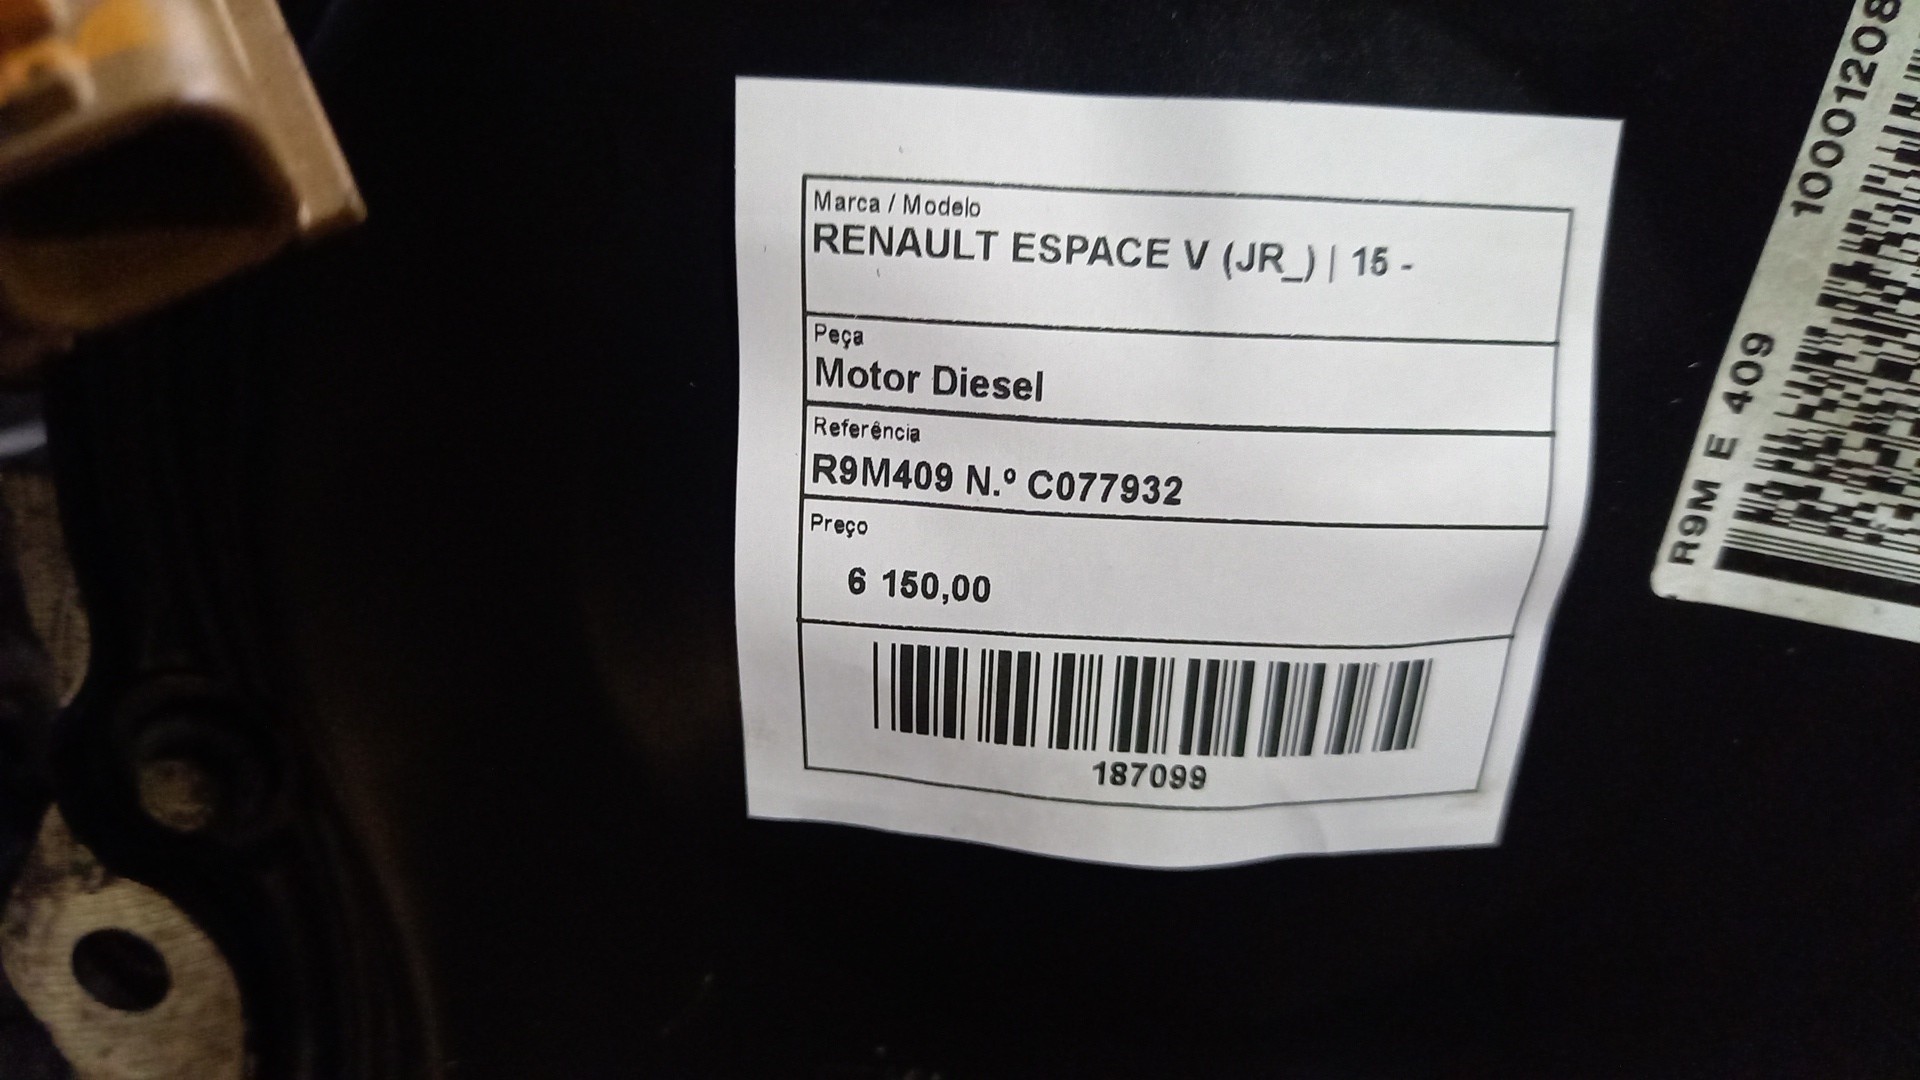 Marca / Modelo
RENAULT ESPACE V (JR_) | 15 -
Peça
Motor Diesel
Referência
R9M409 N.º C077932
Preço
6 150,00
187099
R9M E 409
10001208